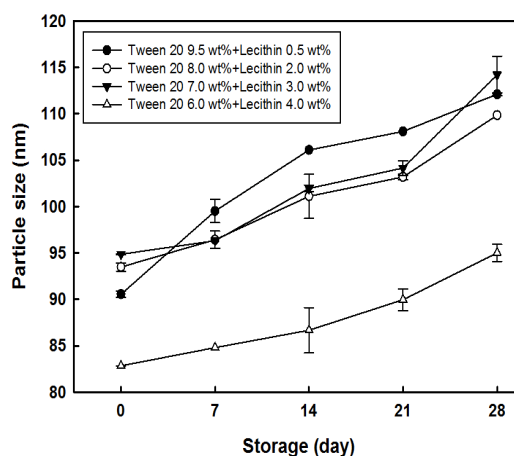 120
115
110
105
100
95
90
85
80
Particle size (nm)
Tween 20 9.5 wt%+Lecithin 0.5 wt%
Tween 20 8.0 wt%+Lecithin 2.0 wt%
Tween 20 7.0 wt%+Lecithin 3.0 wt%
Tween 20 6.0 wt%+Lecithin 4.0 wt%
0 7 14 21 28
Storage (day)